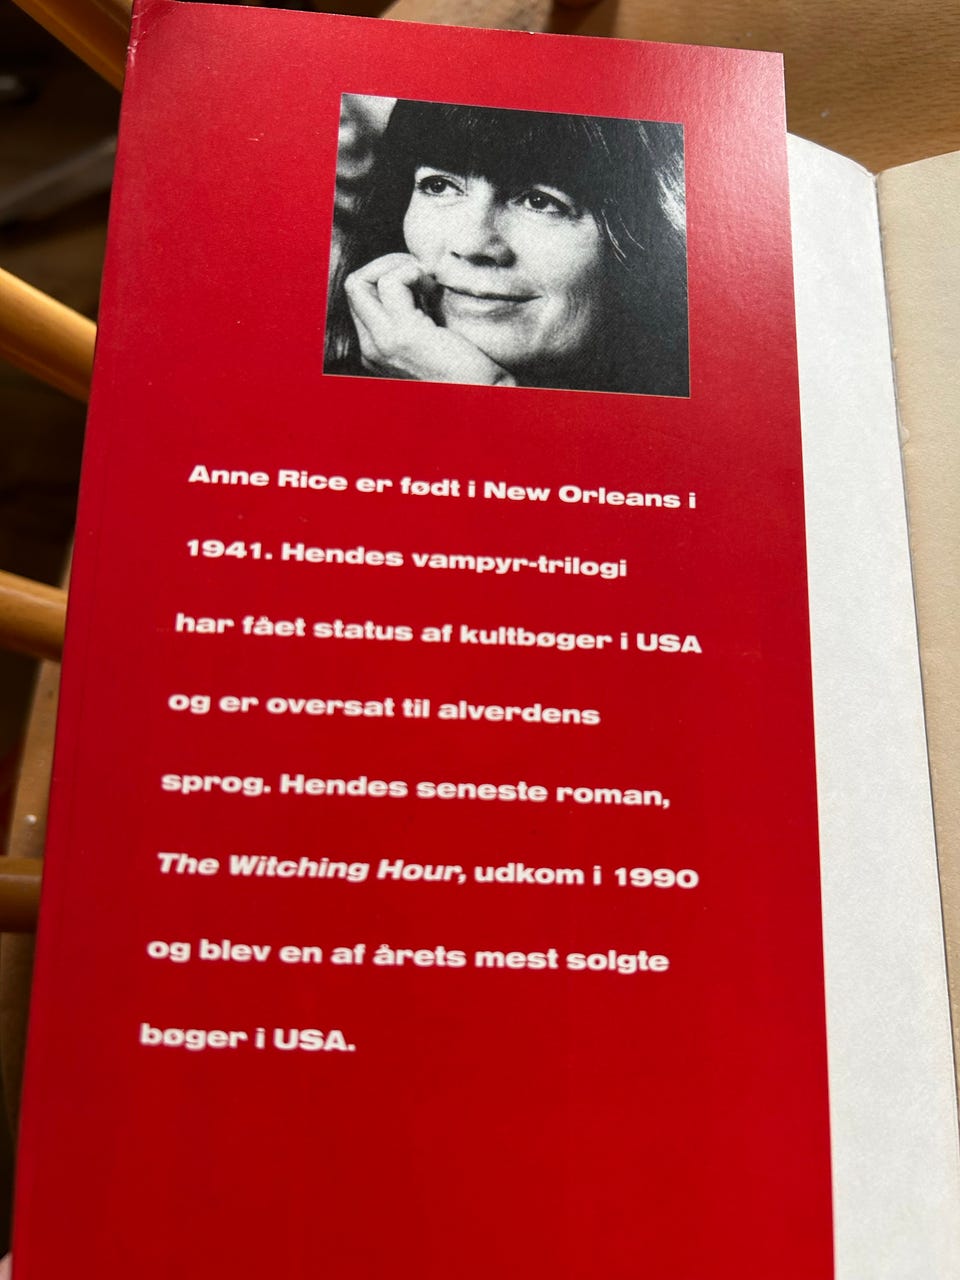 Anne Rice er født i New Orleans i
1941. Hendes vampyr-trilogi
har fået status af kultbøger i USA
og er oversat til alverdens
sprog. Hendes seneste roman,
The Witching Hour, udkom i 1990
og blev en af årets mest solgte
bøger i USA.